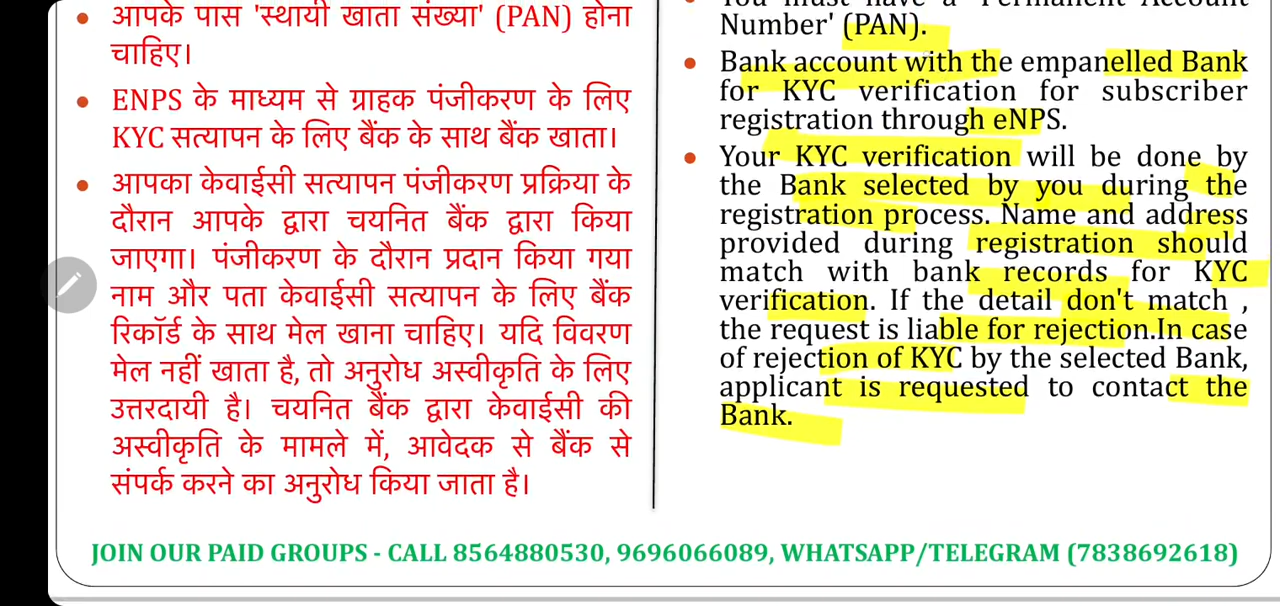 आपके पास 'स्थायी खाता संख्या' (PAN) होना
चाहिए।
ENPS के माध्यम से ग्राहक पंजीकरण के लिए
KYC सत्यापन के लिए बैंक के साथ बैंक खाता।
आपका केवाईसी सत्यापन पंजीकरण प्रक्रिया के
दौरान आपके द्वारा चयनित बैंक द्वारा किया
जाएगा। पंजीकरण के दौरान प्रदान किया गया
नाम और पता केवाईसी सत्यापन के लिए बैंक
रिकॉर्ड के साथ मेल खाना चाहिए। यदि विवरण
मेल नहीं खाता है, तो अनुरोध अस्वीकृति के लिए
उत्तरदायी है। चयनित बैंक द्वारा केवाईसी की
अस्वीकृति के मामले में, आवेदक से बैंक से
संपर्क करने का अनुरोध किया जाता है।
You must have a 'Permanent Account
Number' (PAN).
Bank account with the empanelled Bank
for KYC verification for subscriber
registration through eNPS.
Your KYC verification will be done by
the Bank selected by you during the
registration process. Name and address
provided during registration should
match with bank records for KYC
verification. If the detail don't match ,
the request is liable for rejection.In case
of rejection of KYC by the selected Bank,
applicant is requested to contact the
Bank.
JOIN OUR PAID GROUPS - CALL 8564880530, 9696066089, WHATSAPP/TELEGRAM (7838692618)